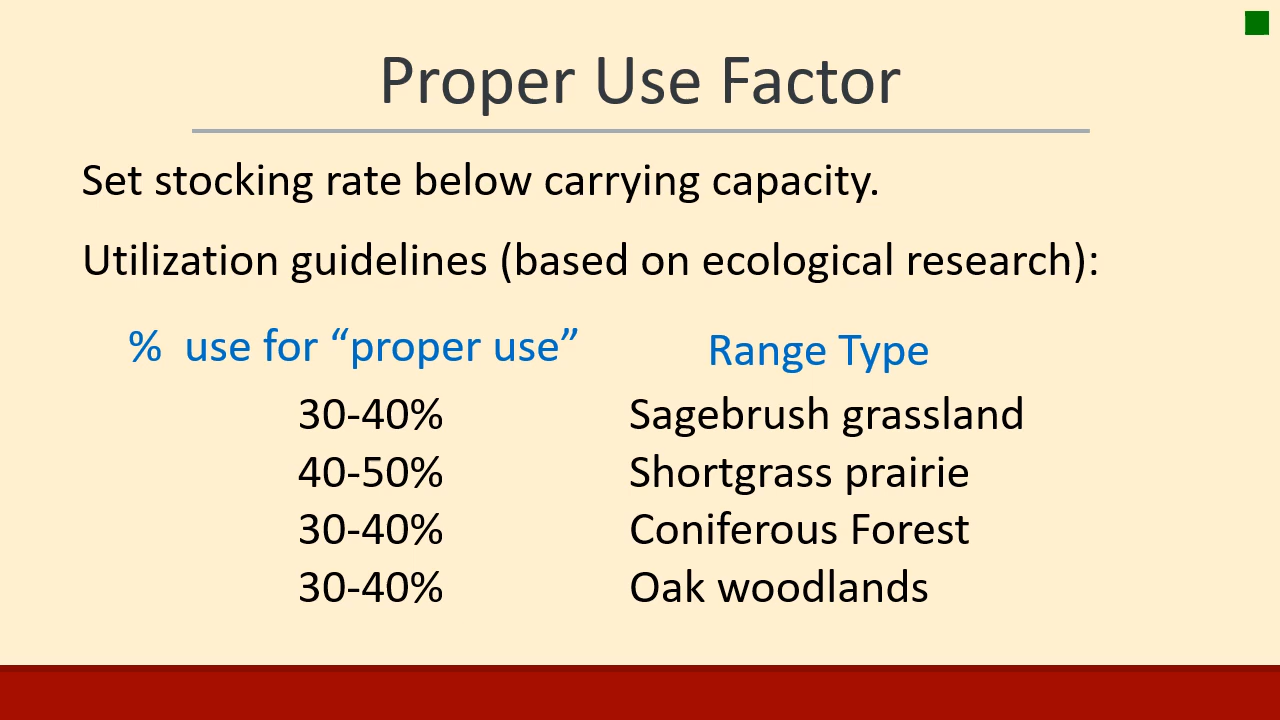 Proper Use Factor
Set stocking rate below carrying capacity.
Utilization guidelines (based on ecological research):
% use for “proper use” Range Type
30-40% Sagebrush grassland
40-50% Shortgrass prairie
30-40% Coniferous Forest
30-40% Oak woodlands